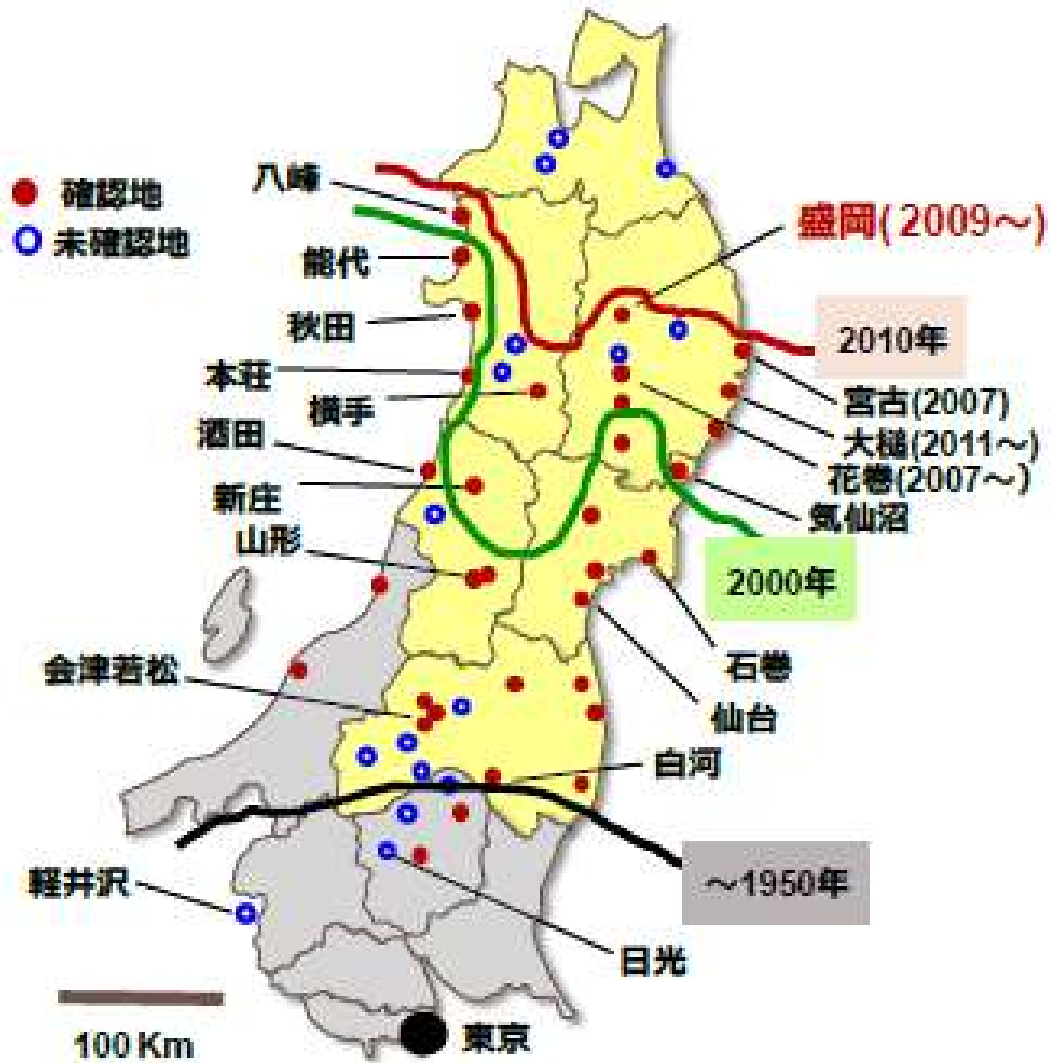 八峰
確認地
未確認地
盛岡(2009～)
能代
秋田
2010年
本荘
宮古(2007)
横手
大槌(2011～)
酒田
花巻(2007～)
新庄
気仙沼
山形
2000年
石巻
会津若松
仙台
白河
～1950年
軽井沢
日光
100 Km
東京